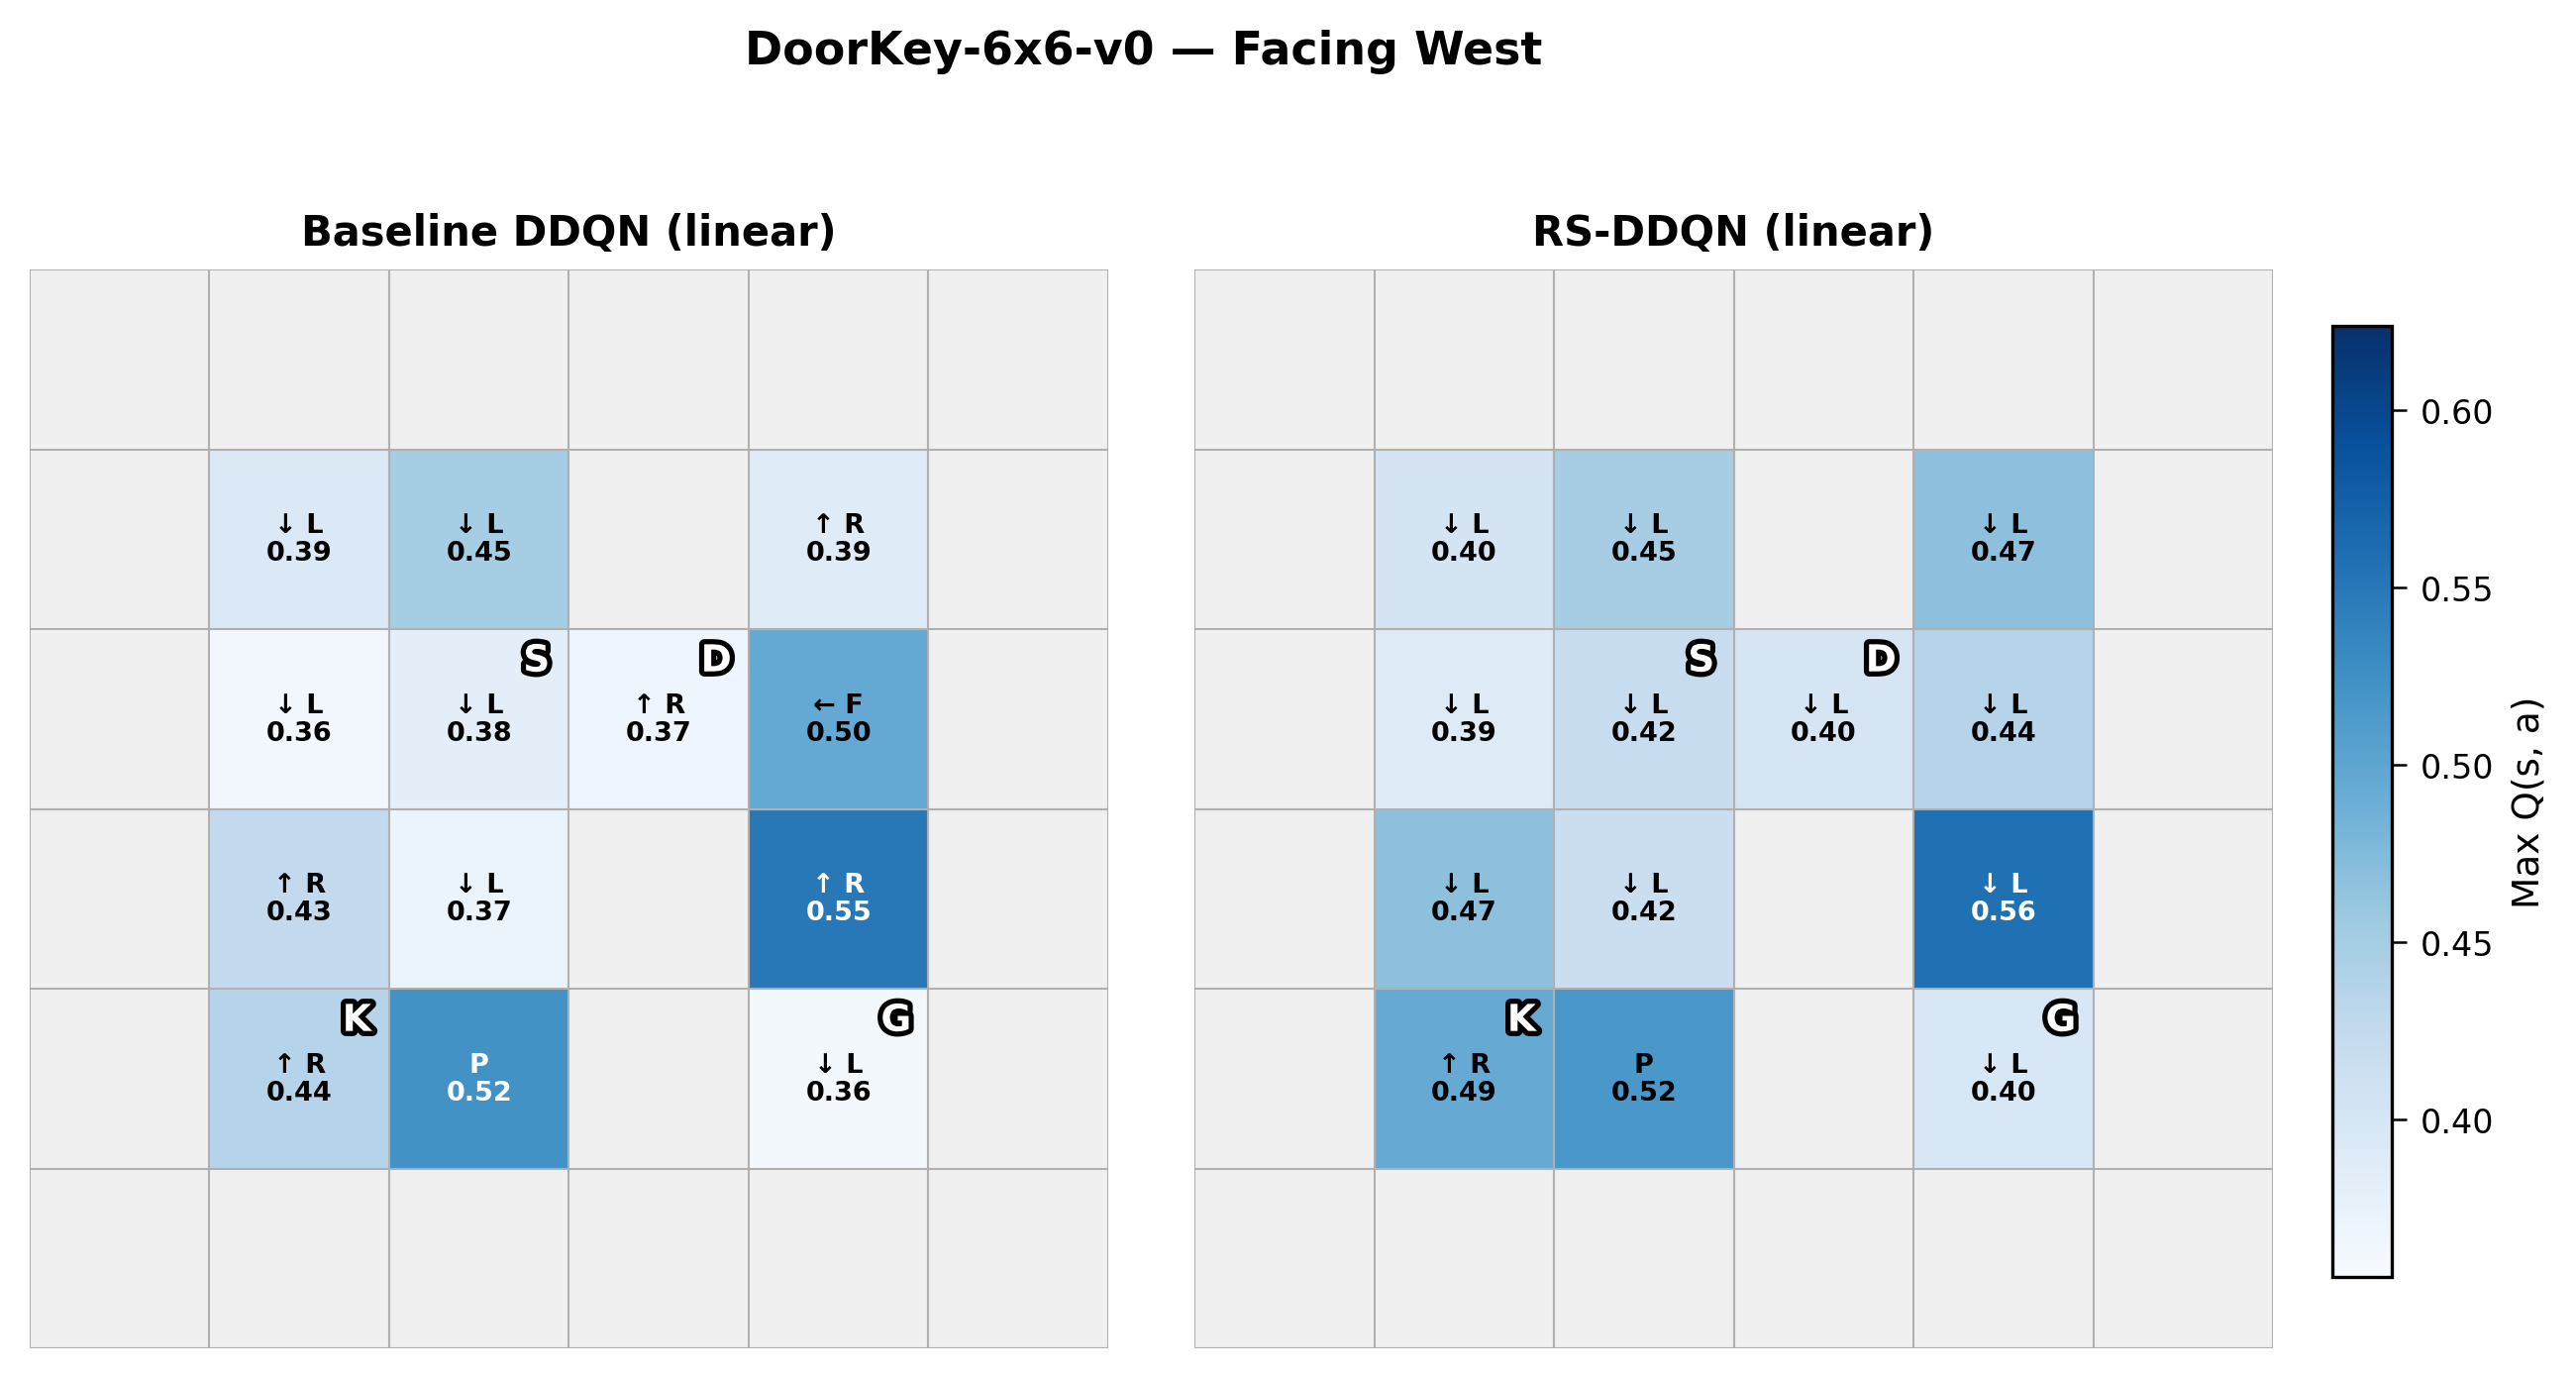 DoorKey-6x6-v0 — Facing West
Baseline DDQN (linear)
↓ L
0.39
↓ L
0.45
↑ R
0.39
S
D
↓ L
0.36
↓ L
0.38
↑ R
0.37
← F
0.50
↑ R
0.43
↓ L
0.37
↑ R
0.55
K
G
↑ R
0.44
P
0.52
↓ L
0.36
RS-DDQN (linear)
↓ L
0.40
↓ L
0.45
↓ L
0.47
S
D
↓ L
0.39
↓ L
0.42
↓ L
0.40
↓ L
0.44
↓ L
0.47
↓ L
0.42
↓ L
0.56
K
G
↑ R
0.49
P
0.52
↓ L
0.40
0.60
0.55
0.50
0.45
0.40
Max Q(s, a)